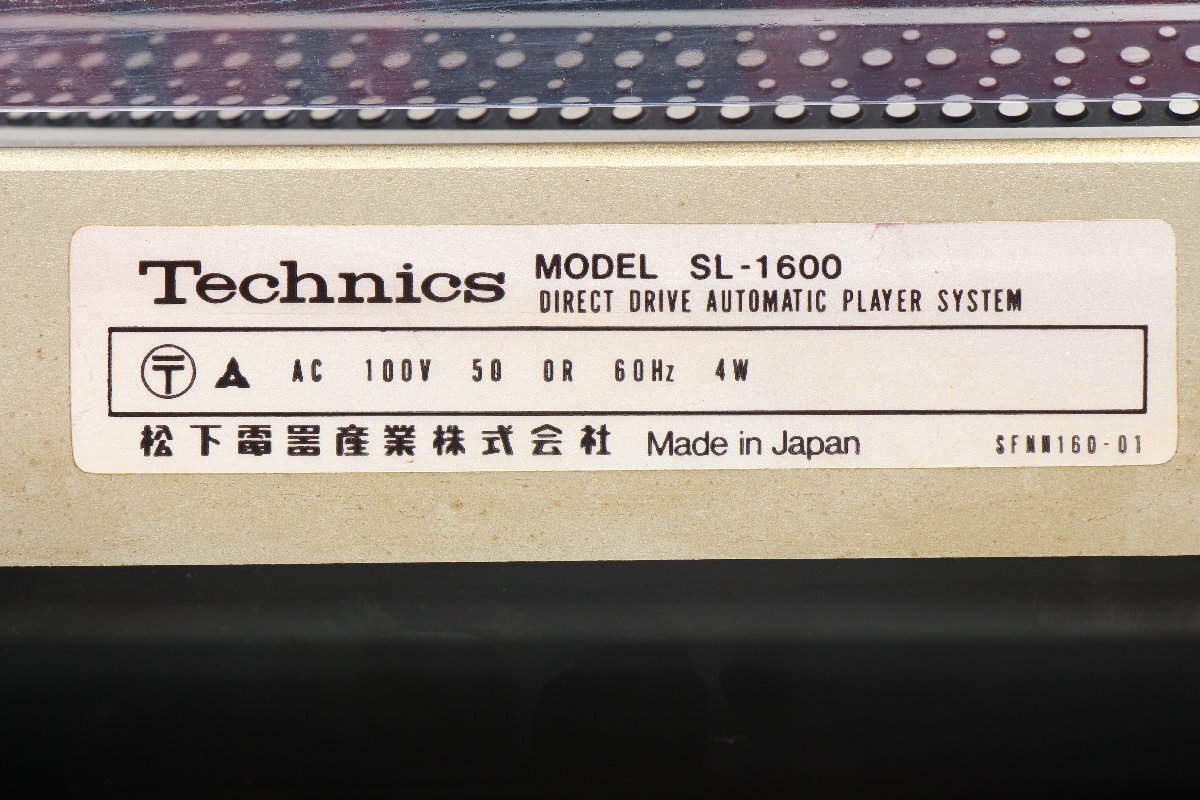 Technics MODEL SL-1600
DIRECT DRIVE AUTOMATIC PLAYER SYSTEM
〶 AC 100V 50 OR 60Hz 4W
松下電器産業株式会社 Made in Japan SFNN160-01